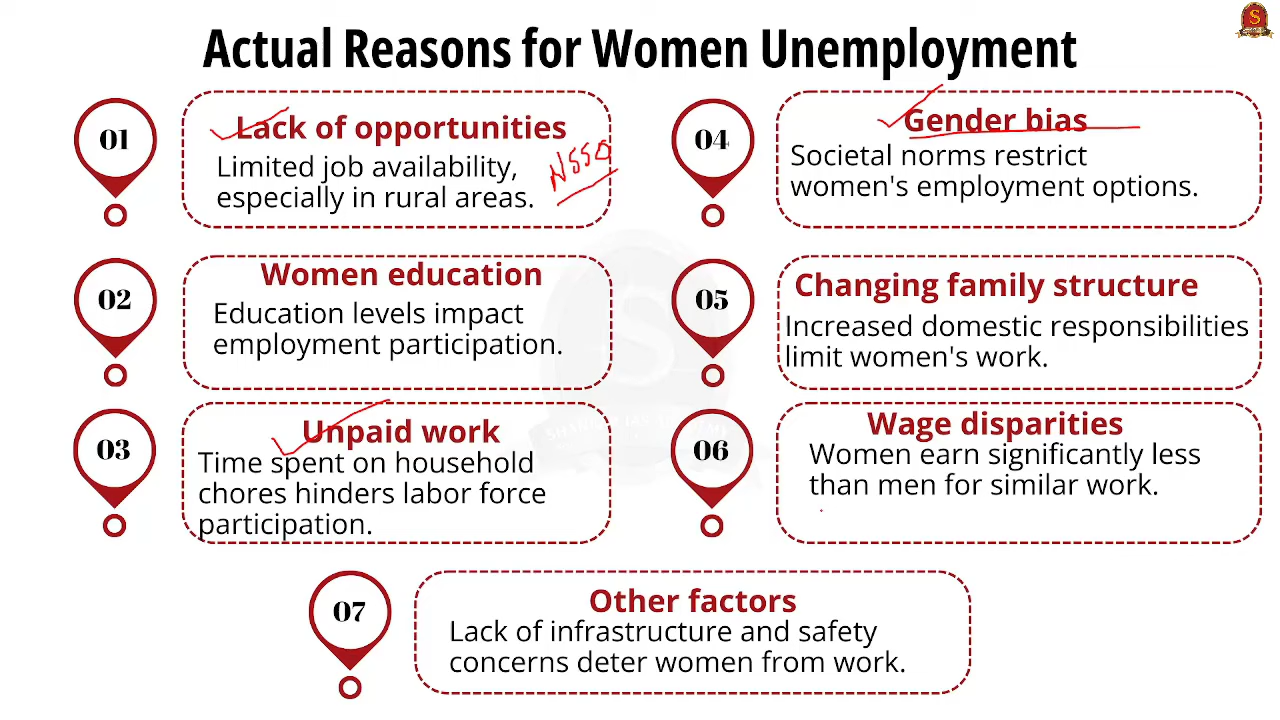 Actual Reasons for Women Unemployment
01
Lack of opportunities
Limited job availability,
especially in rural areas.
NSSO
02
Women education
Education levels impact
employment participation.
03
Unpaid work
Time spent on household
chores hinders labor force
participation.
04
Gender bias
Societal norms restrict
women's employment options.
05
Changing family structure
Increased domestic responsibilities
limit women's work.
06
Wage disparities
Women earn significantly less
than men for similar work.
07
Other factors
Lack of infrastructure and safety
concerns deter women from work.